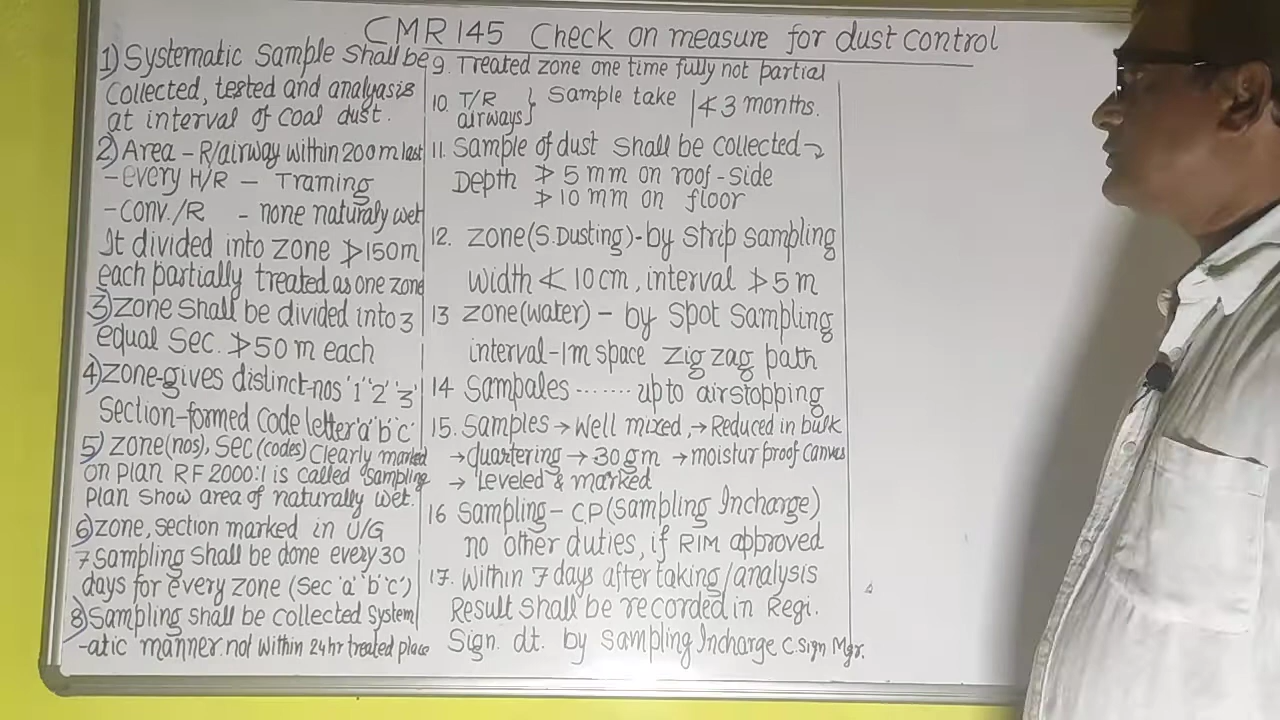 CMR 145 Check on measure for dust control
1) Systematic Sample Shall be
Collected, tested and analyasis
at interval of coal dust.
2) Area - R/airway within 200m last
- every H/R - Traming
- conv./R - none naturaly wet
It divided into zone ≯150m
each partially treated as one zone
3) zone shall be divided into 3
equal Sec. ≯50 m each
4) zone-gives distinct-nos '1' '2' '3'
Section-formed Code letter 'a' 'b' 'c'
5) zone (nos), Sec (codes) clearly marked
on plan RF 2000:1 is called 'Sampling
Plan show area of naturally wet.
6) zone, section marked in U/G
7 Sampling shall be done every 30
days for every zone (Sec 'a' 'b' 'c')
8) Sampling shall be collected System
-atic manner not within 24hr treated place
9. Treated zone one time fully not partial
10. T/R } Sample take | ≮ 3 months.
airways
11. Sample of dust shall be collected →
Depth ≯ 5 mm on roof-side
≯ 10 mm on floor
12. zone (S.Dusting) - by strip sampling
width ≮ 10 cm, interval ≯ 5 m
13 zone (water) - by Spot Sampling
interval-1m space zig zag path
14 Sambales ........ up to airstopping
15. Samples → Well mixed, → Reduced in bulk
→ quartering → 30 gm → moistur proof canvas
→ 'Leveled & marked
16 Sampling - C.P (Sampling Incharge)
no other duties, if RIM approved
17. Within 7 days after taking/analysis
Result shall be recorded in Regi.
Sign. dt. by Sampling Incharge C.Sign Mgr.